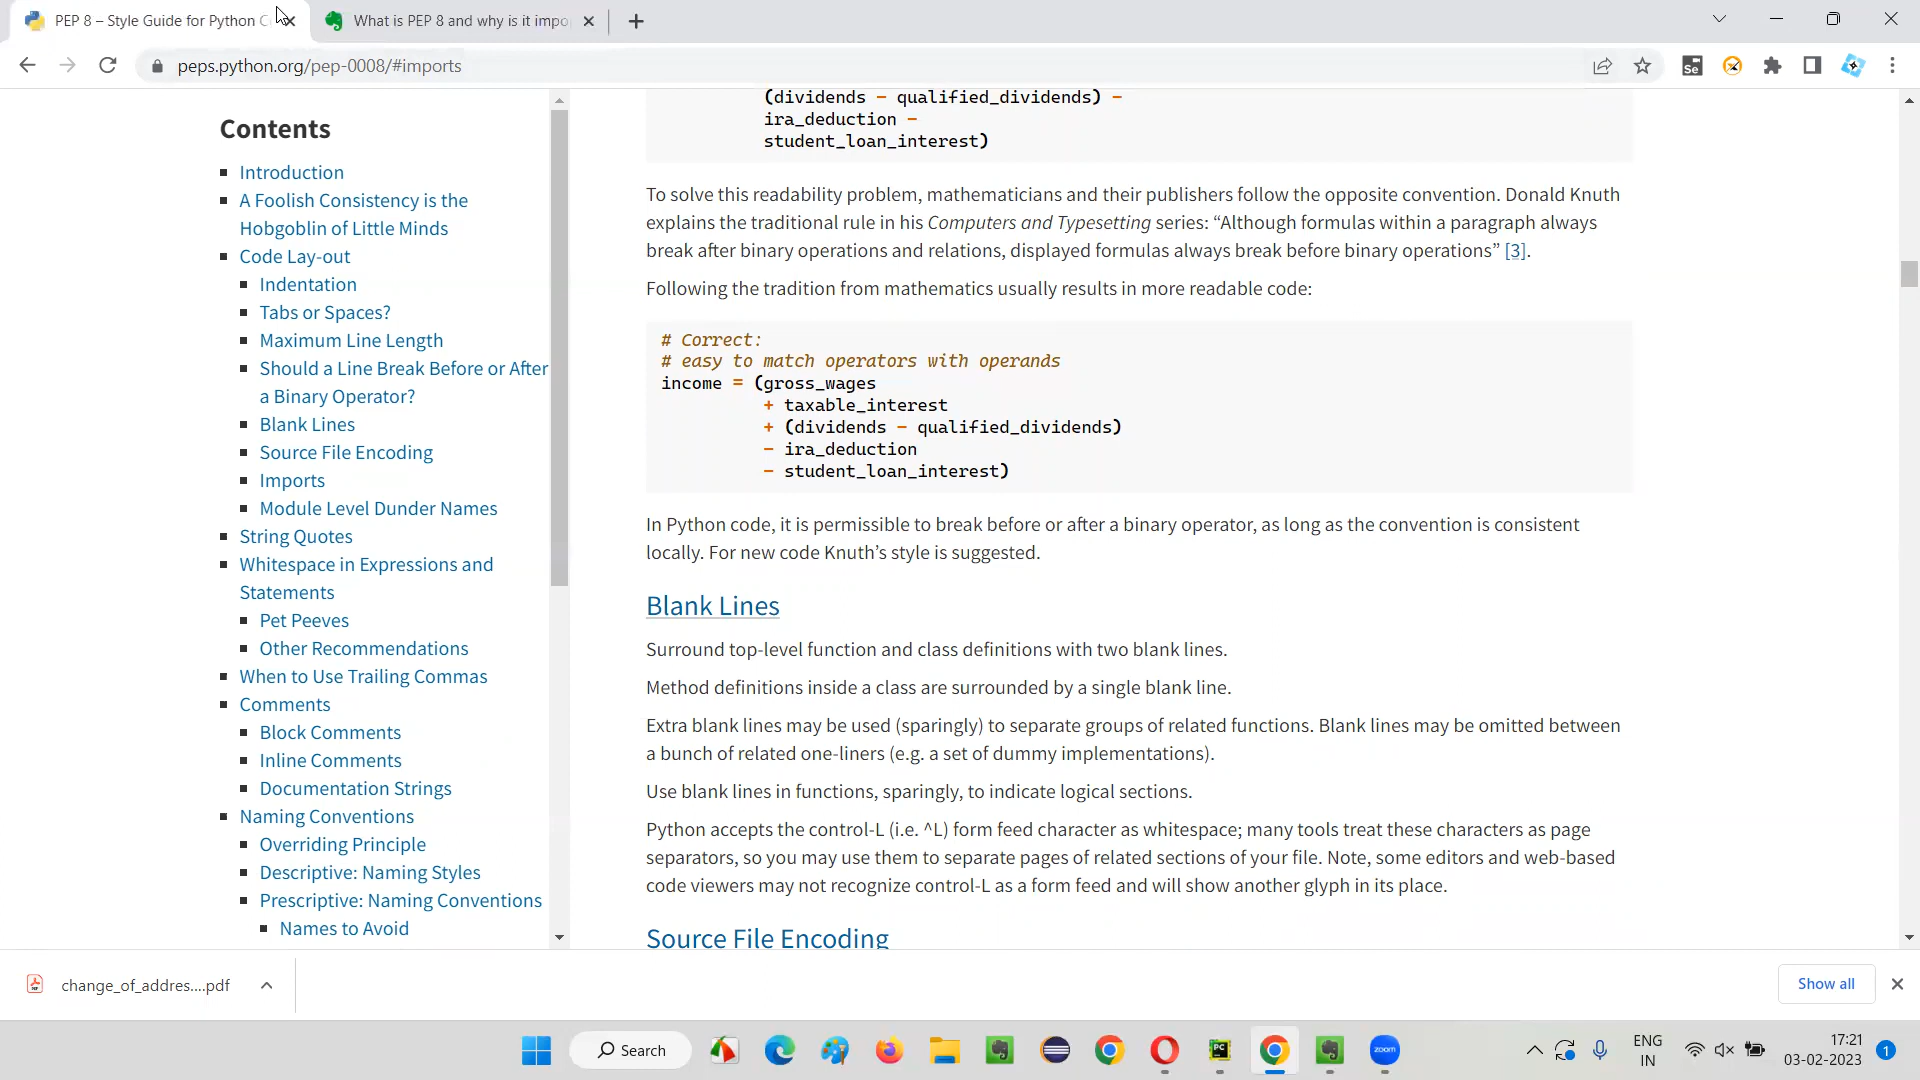 PEP 8 – Style Guide for Python C
What is PEP 8 and why is it impo
peps.python.org/pep-0008/#imports
Contents
Introduction
A Foolish Consistency is the
Hobgoblin of Little Minds
Code Lay-out
Indentation
Tabs or Spaces?
Maximum Line Length
Should a Line Break Before or After
a Binary Operator?
Blank Lines
Source File Encoding
Imports
Module Level Dunder Names
String Quotes
Whitespace in Expressions and
Statements
Pet Peeves
Other Recommendations
When to Use Trailing Commas
Comments
Block Comments
Inline Comments
Documentation Strings
Naming Conventions
Overriding Principle
Descriptive: Naming Styles
Prescriptive: Naming Conventions
Names to Avoid
(dividends - qualified_dividends) -
ira_deduction -
student_loan_interest)
To solve this readability problem, mathematicians and their publishers follow the opposite convention. Donald Knuth
explains the traditional rule in his Computers and Typesetting series: “Although formulas within a paragraph always
break after binary operations and relations, displayed formulas always break before binary operations” [3].
Following the tradition from mathematics usually results in more readable code:
# Correct:
# easy to match operators with operands
income = (gross_wages
+ taxable_interest
+ (dividends - qualified_dividends)
- ira_deduction
- student_loan_interest)
In Python code, it is permissible to break before or after a binary operator, as long as the convention is consistent
locally. For new code Knuth’s style is suggested.
Blank Lines
Surround top-level function and class definitions with two blank lines.
Method definitions inside a class are surrounded by a single blank line.
Extra blank lines may be used (sparingly) to separate groups of related functions. Blank lines may be omitted between
a bunch of related one-liners (e.g. a set of dummy implementations).
Use blank lines in functions, sparingly, to indicate logical sections.
Python accepts the control-L (i.e. ^L) form feed character as whitespace; many tools treat these characters as page
separators, so you may use them to separate pages of related sections of your file. Note, some editors and web-based
code viewers may not recognize control-L as a form feed and will show another glyph in its place.
Source File Encoding
change_of_addres....pdf
Show all
Search
zoom
ENG
IN
17:21
03-02-2023
1